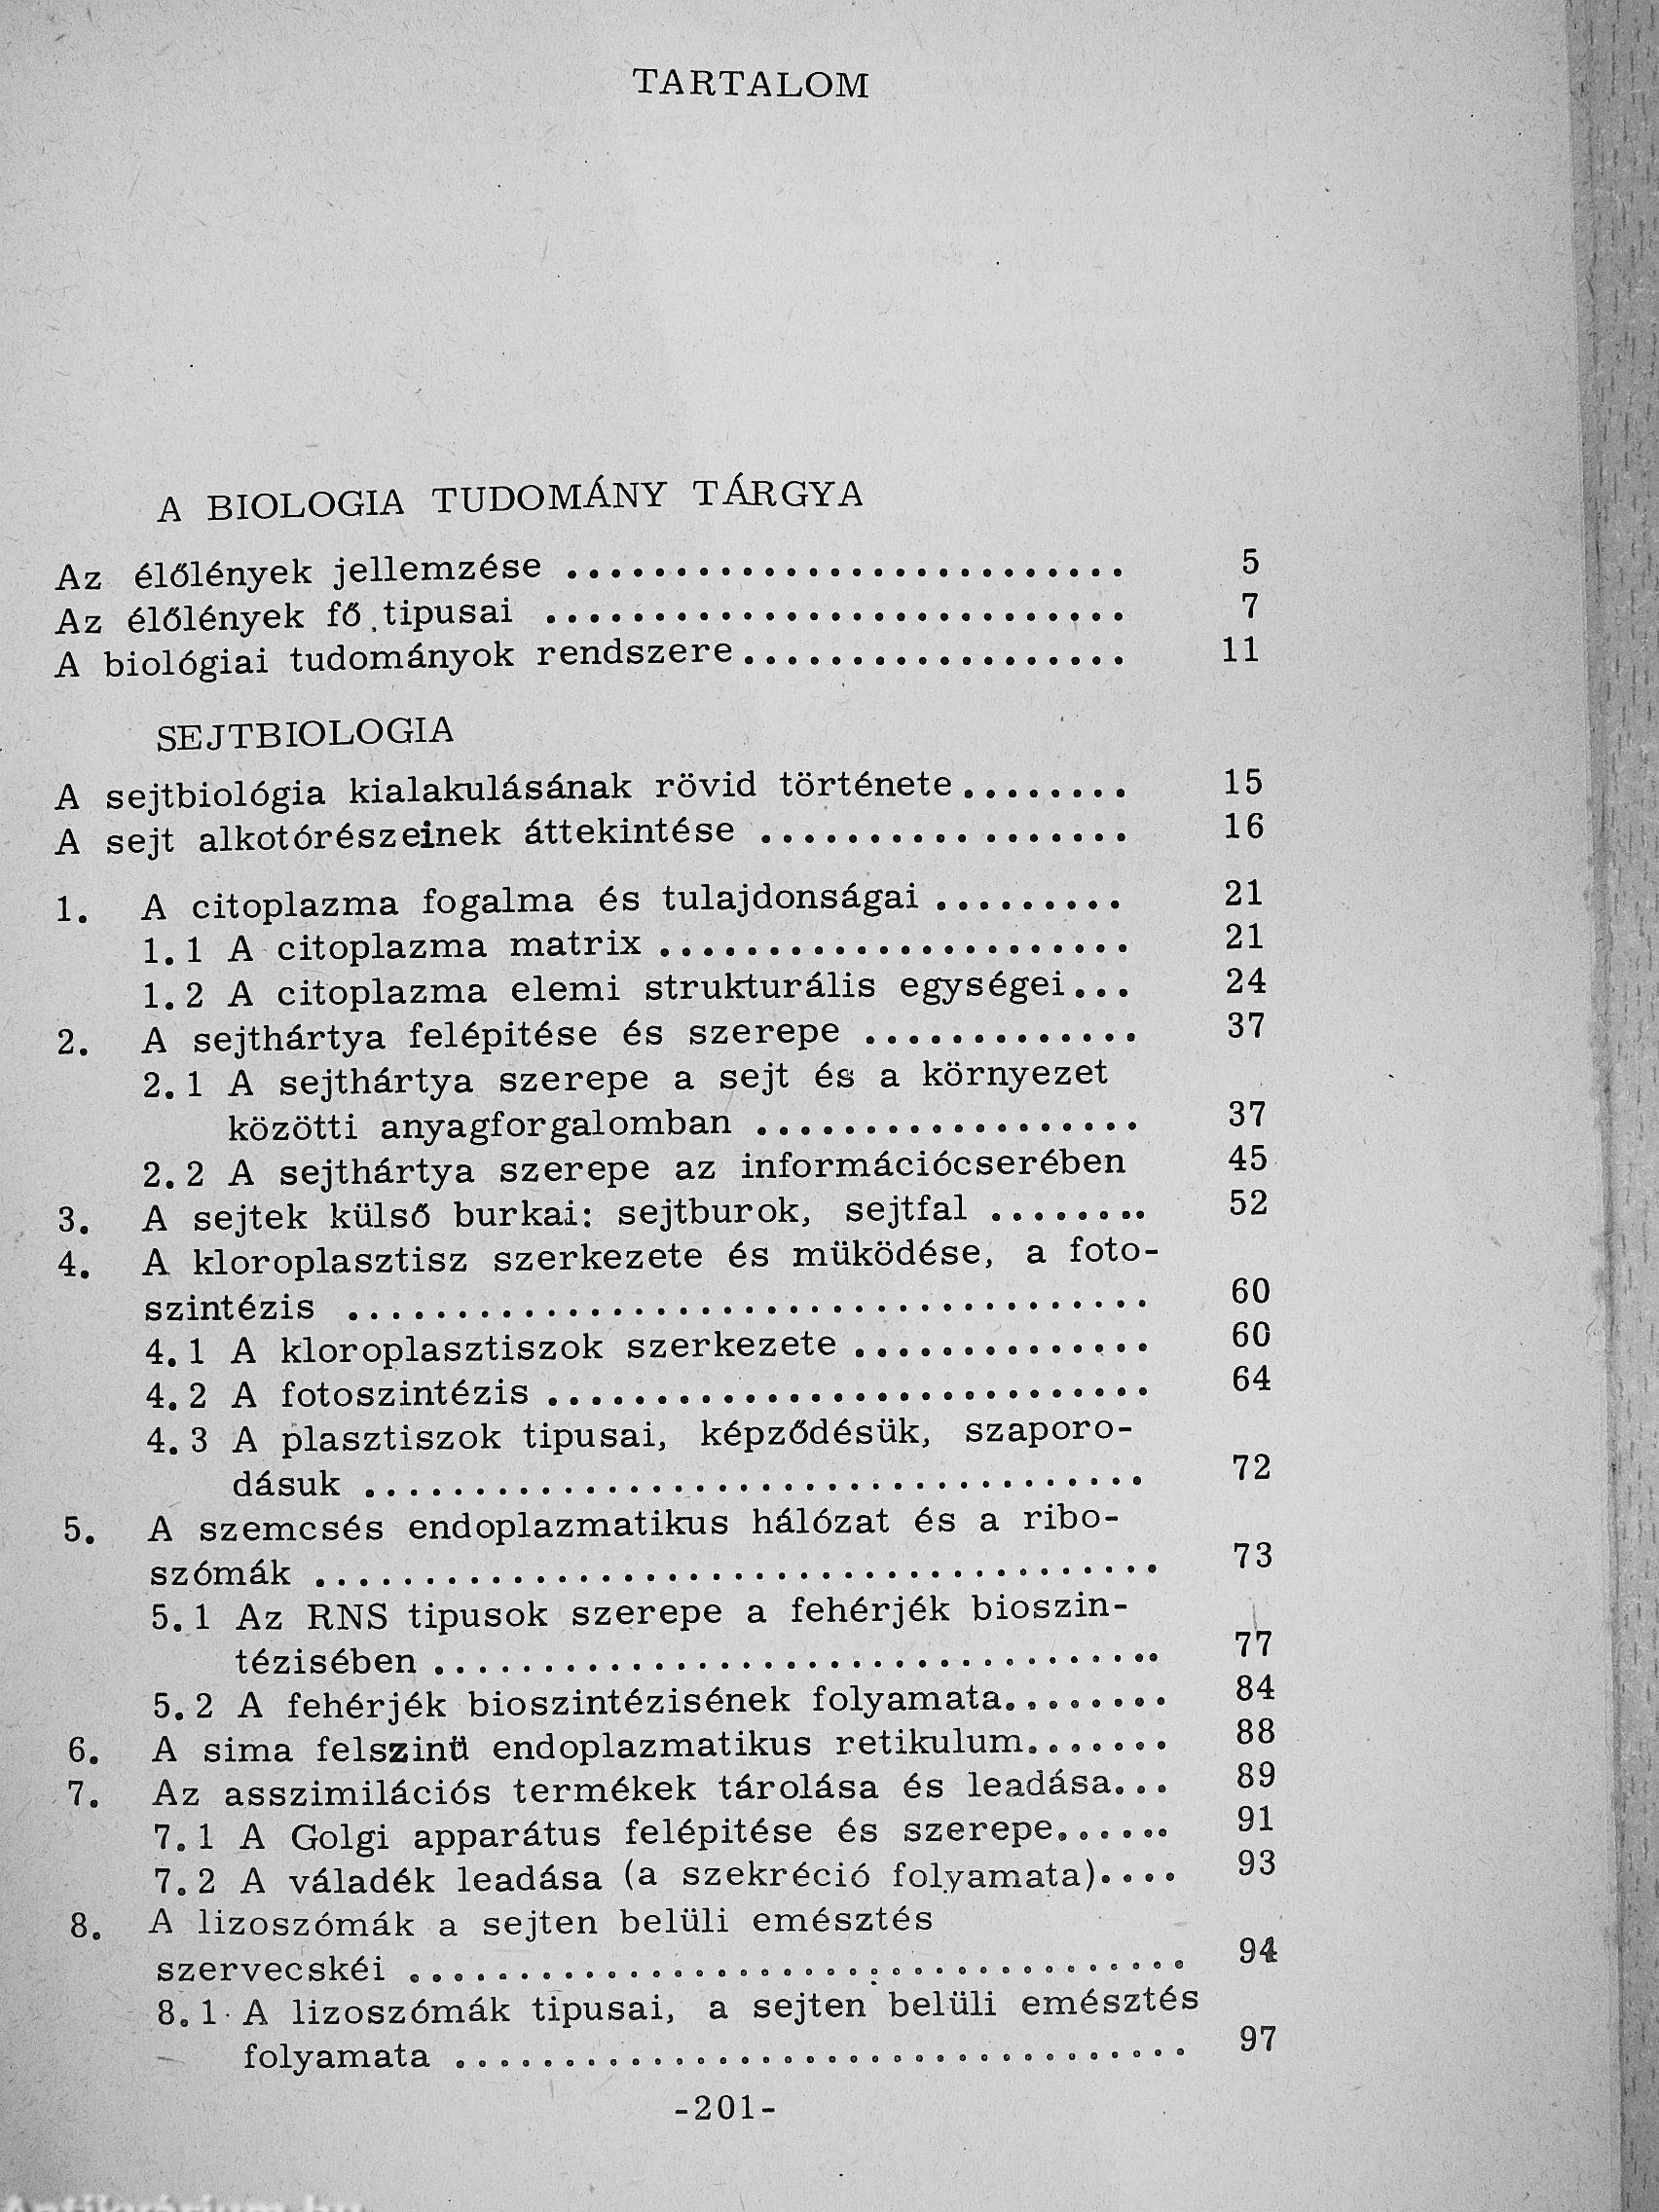 TARTALOM
A BIOLOGIA TUDOMÁNY TÁRGYA
Az élőlények jellemzése .......................... 5
Az élőlények fő tipusai ........................... 7
A biológiai tudományok rendszere.................. 11
SEJTBIOLOGIA
A sejtbiológia kialakulásának rövid története........ 15
A sejt alkotórészeinek áttekintése ................. 16
1. A citoplazma fogalma és tulajdonságai ......... 21
1.1 A citoplazma matrix ...................... 21
1.2 A citoplazma elemi strukturális egységei... 24
2. A sejthártya felépitése és szerepe ............. 37
2.1 A sejthártya szerepe a sejt és a környezet
közötti anyagforgalomban .................. 37
2.2 A sejthártya szerepe az információcserében 45
3. A sejtek külső burkai: sejtburok, sejtfal ........ 52
4. A kloroplasztisz szerkezete és müködése, a foto-
szintézis ..................................... 60
4.1 A kloroplasztiszok szerkezete .............. 60
4.2 A fotoszintézis ............................ 64
4.3 A plasztiszok tipusai, képződésük, szaporo-
dásuk .................................... 72
5. A szemcsés endoplazmatikus hálózat és a ribo-
szómák ....................................... 73
5.1 Az RNS tipusok szerepe a fehérjék bioszin-
tézisében .................................. 77
5.2 A fehérjék bioszintézisének folyamata........ 84
6. A sima felszinü endoplazmatikus retikulum....... 88
7. Az asszimilációs termékek tárolása és leadása... 89
7.1 A Golgi apparátus felépitése és szerepe...... 91
7.2 A váladék leadása (a szekréció folyamata).... 93
8. A lizoszómák a sejten belüli emésztés
szervecskéi .................................... 94
8.1 A lizoszómák tipusai, a sejten belüli emésztés
folyamata .................................. 97
-201-